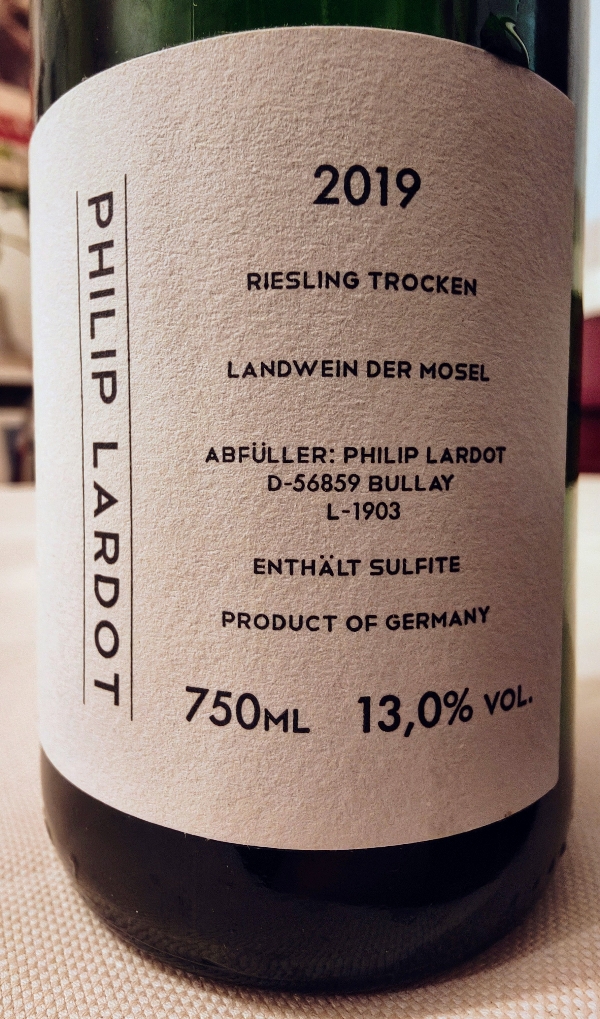 PHILIP LARDOT
2019
RIESLING TROCKEN
LANDWEIN DER MOSEL
ABFÜLLER: PHILIP LARDOT
D-56859 BULLAY
L-1903
ENTHÄLT SULFITE
PRODUCT OF GERMANY
750ML 13,0% VOL.